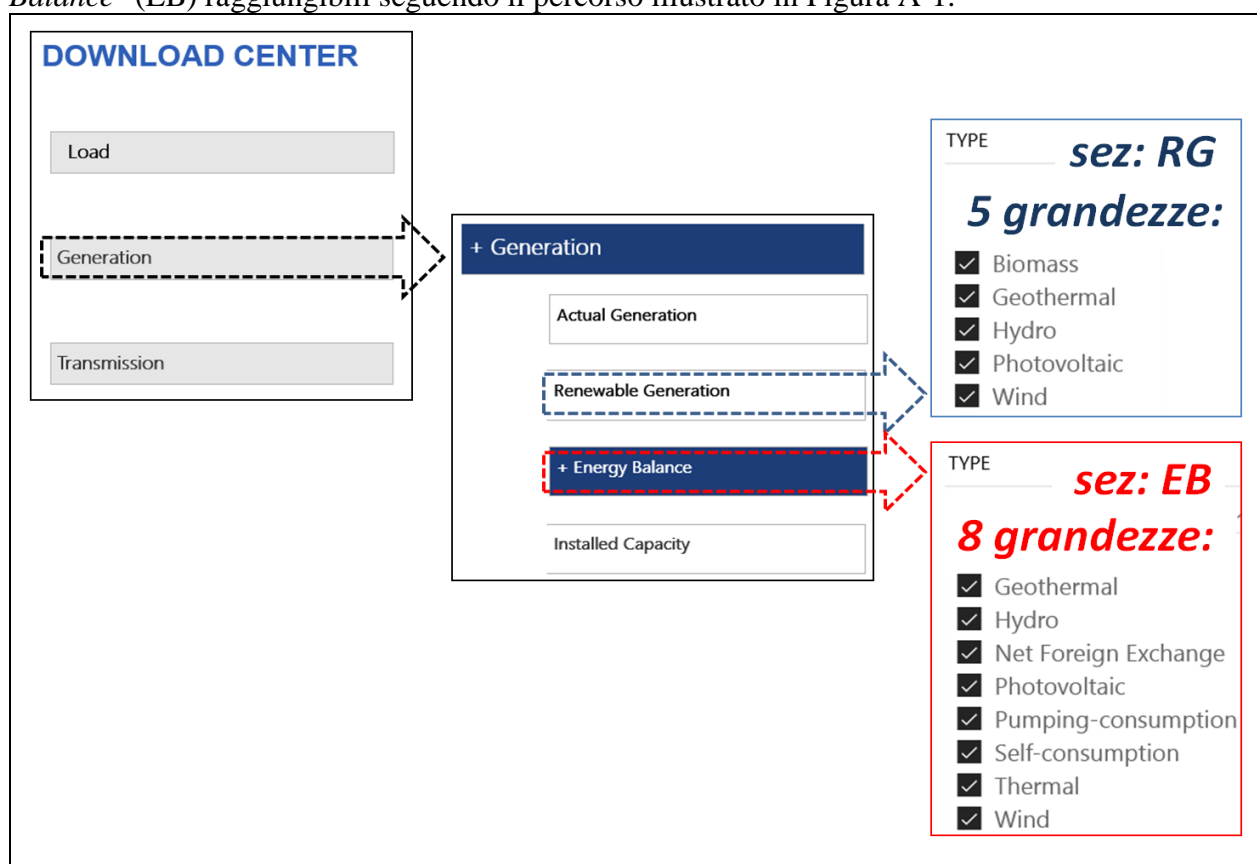 Balance” (EB) raggiungibili seguendo il percorso illustrato in Figura A-1.
DOWNLOAD CENTER
Load
Generation
Transmission
+ Generation
Actual Generation
Renewable Generation
+ Energy Balance
Installed Capacity
TYPE
sez: RG
5 grandezze:
Biomass
Geothermal
Hydro
Photovoltaic
Wind
TYPE
sez: EB
8 grandezze:
Geothermal
Hydro
Net Foreign Exchange
Photovoltaic
Pumping-consumption
Self-consumption
Thermal
Wind